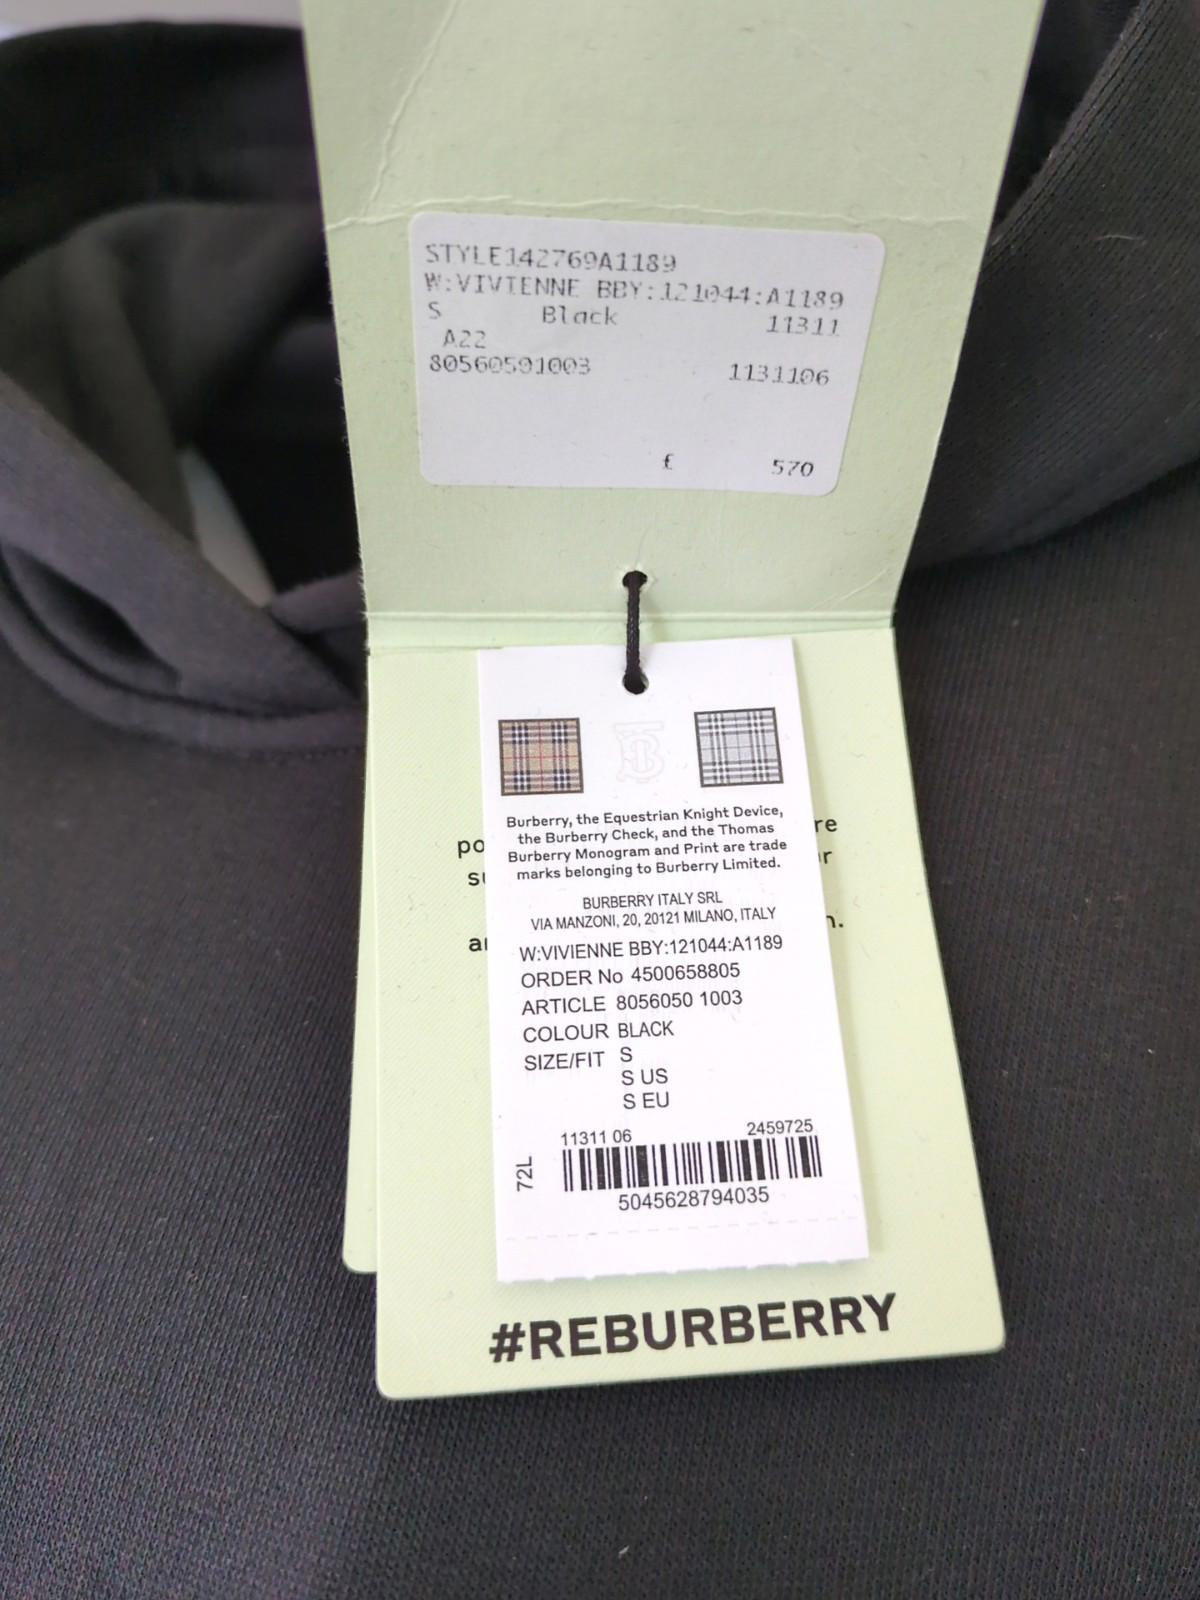 STYLE142769A1189
W:VIVIENNE BBY:121044:A1189
S Black 11311
A22
80560501003 1131106
£ 570
Burberry, the Equestrian Knight Device,
the Burberry Check, and the Thomas
Burberry Monogram and Print are trade
marks belonging to Burberry Limited.
BURBERRY ITALY SRL
VIA MANZONI, 20, 20121 MILANO, ITALY
W:VIVIENNE BBY:121044:A1189
ORDER No 4500658805
ARTICLE 8056050 1003
COLOUR BLACK
SIZE/FIT S
S US
S EU
11311 06 2459725
72L
5045628794035
#REBURBERRY